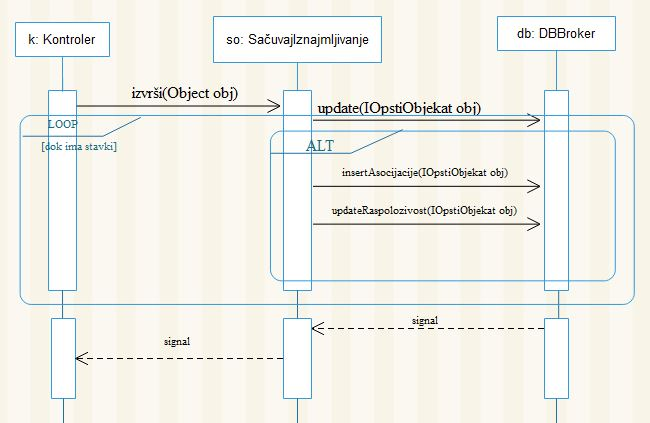 k: Kontroler
so: SačuvajIznajmljivanje
db: DBBroker
izvrši(Object obj)
update(IOpstiObjekat obj)
LOOP
[dok ima stavki]
ALT
insertAsocijacije(IOpstiObjekat obj)
updateRaspolozivost(IOpstiObjekat obj)
signal
signal